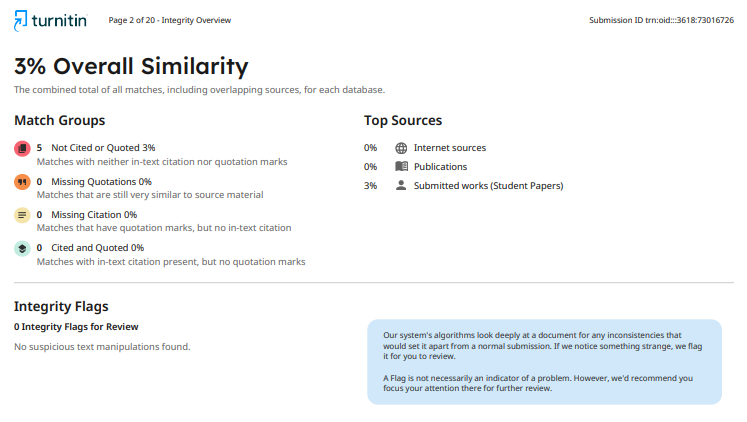 turnitin Page 2 of 20 - Integrity Overview Submission ID trn:oid:::3618:73016726
3% Overall Similarity
The combined total of all matches, including overlapping sources, for each database.
Match Groups
5 Not Cited or Quoted 3%
Matches with neither in-text citation nor quotation marks
0 Missing Quotations 0%
Matches that are still very similar to source material
0 Missing Citation 0%
Matches that have quotation marks, but no in-text citation
0 Cited and Quoted 0%
Matches with in-text citation present, but no quotation marks
Top Sources
0% Internet sources
0% Publications
3% Submitted works (Student Papers)
Integrity Flags
0 Integrity Flags for Review
No suspicious text manipulations found.
Our system's algorithms look deeply at a document for any inconsistencies that
would set it apart from a normal submission. If we notice something strange, we flag
it for you to review.
A Flag is not necessarily an indicator of a problem. However, we'd recommend you
focus your attention there for further review.